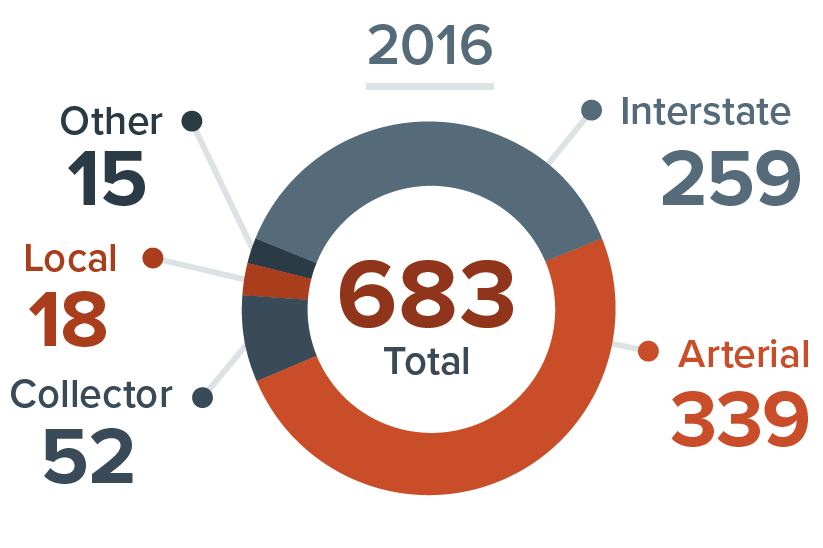 2016
Other
15
Interstate
259
Local
18
683
Total
Arterial
339
Collector
52